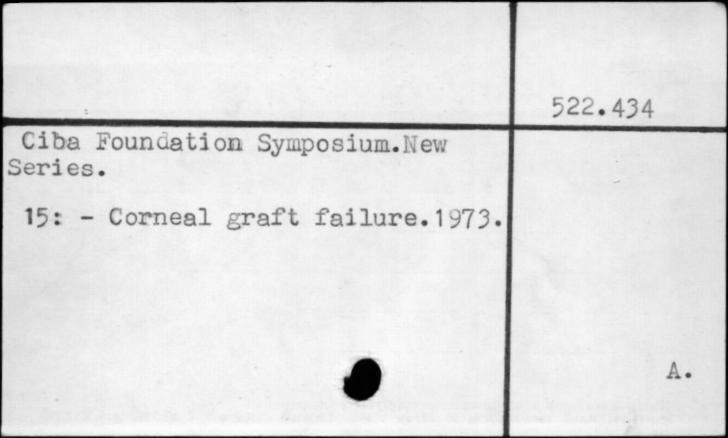 522.434
Ciba Foundation Symposium.New
Series.
15: - Corneal graft failure.1973.
A.